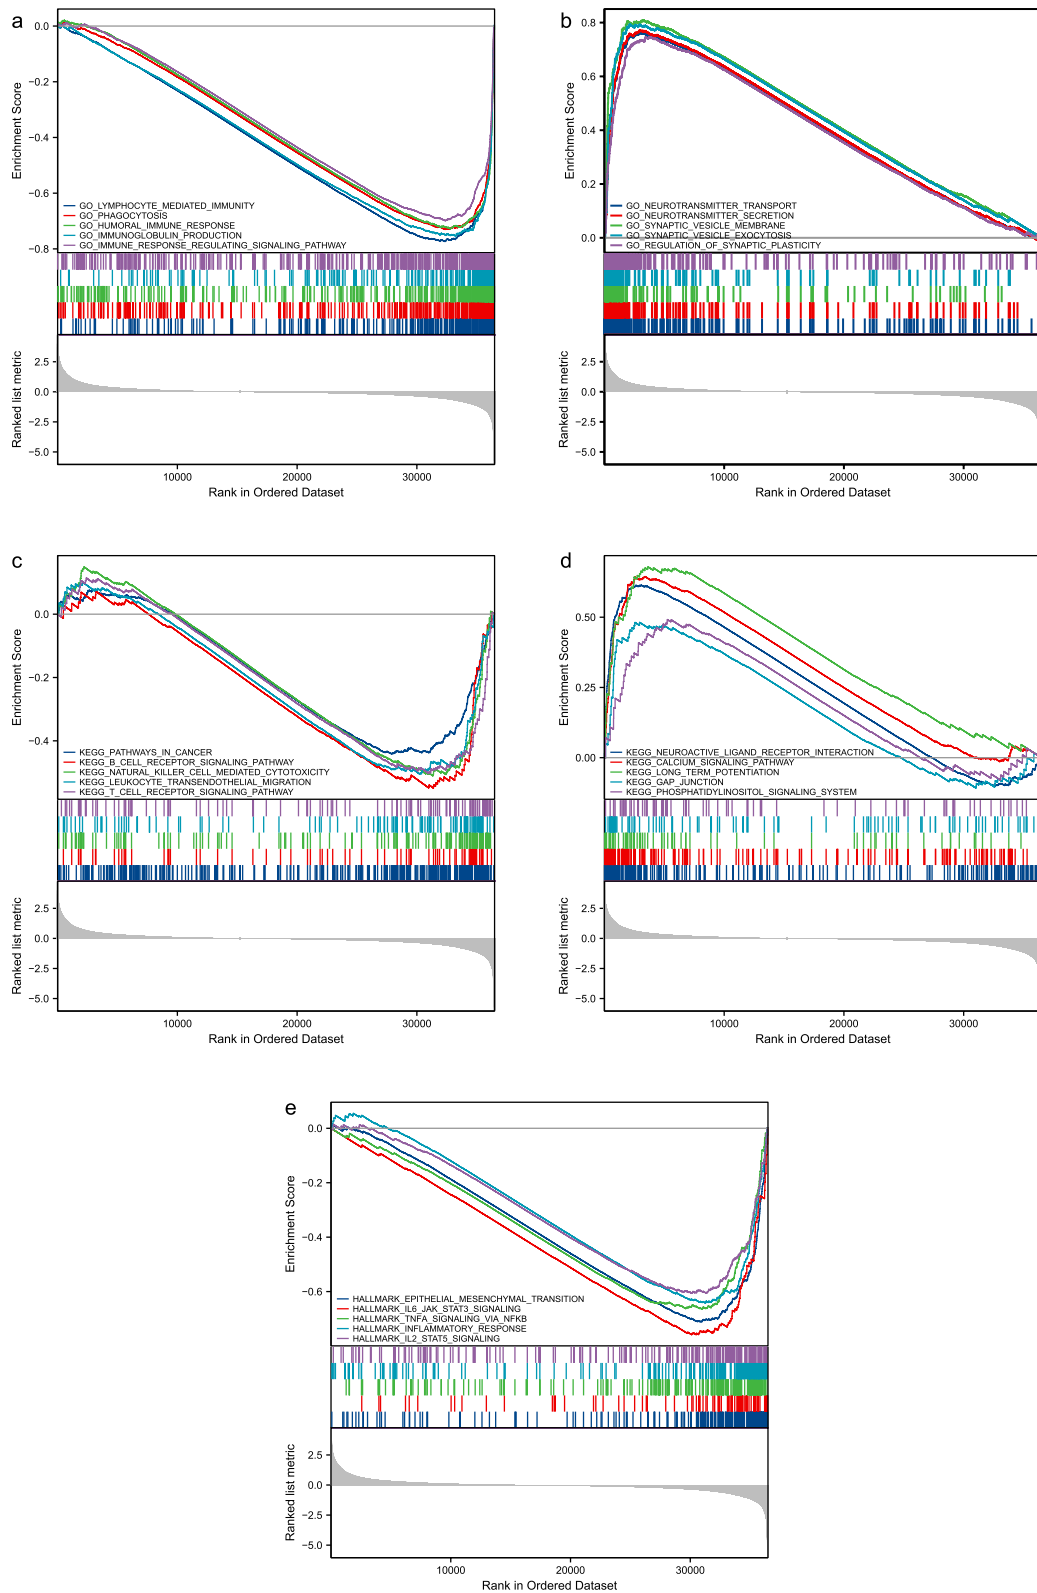 a
0.0
−0.2
−0.4
−0.6
−0.8
Enrichment Score
GO_LYMPHOCYTE_MEDIATED_IMMUNITY
GO_PHAGOCYTOSIS
GO_HUMORAL_IMMUNE_RESPONSE
GO_IMMUNOGLOBULIN_PRODUCTION
GO_IMMUNE_RESPONSE_REGULATING_SIGNALING_PATHWAY
2.5
0.0
−2.5
−5.0
Ranked list metric
10000 20000 30000
Rank in Ordered Dataset
b
0.8
0.6
0.4
0.2
0.0
Enrichment Score
GO_NEUROTRANSMITTER_TRANSPORT
GO_NEUROTRANSMITTER_SECRETION
GO_SYNAPTIC_VESICLE_MEMBRANE
GO_SYNAPTIC_VESICLE_EXOCYTOSIS
GO_REGULATION_OF_SYNAPTIC_PLASTICITY
2.5
0.0
−2.5
−5.0
Ranked list metric
10000 20000 30000
Rank in Ordered Dataset
c
0.0
−0.2
−0.4
Enrichment Score
KEGG_PATHWAYS_IN_CANCER
KEGG_B_CELL_RECEPTOR_SIGNALING_PATHWAY
KEGG_NATURAL_KILLER_CELL_MEDIATED_CYTOTOXICITY
KEGG_LEUKOCYTE_TRANSENDOTHELIAL_MIGRATION
KEGG_T_CELL_RECEPTOR_SIGNALING_PATHWAY
2.5
0.0
−2.5
−5.0
Ranked list metric
10000 20000 30000
Rank in Ordered Dataset
d
0.50
0.25
0.00
Enrichment Score
KEGG_NEUROACTIVE_LIGAND_RECEPTOR_INTERACTION
KEGG_CALCIUM_SIGNALING_PATHWAY
KEGG_LONG_TERM_POTENTIATION
KEGG_GAP_JUNCTION
KEGG_PHOSPHATIDYLINOSITOL_SIGNALING_SYSTEM
2.5
0.0
−2.5
−5.0
Ranked list metric
10000 20000 30000
Rank in Ordered Dataset
e
0.0
−0.2
−0.4
−0.6
Enrichment Score
HALLMARK_EPITHELIAL_MESENCHYMAL_TRANSITION
HALLMARK_IL6_JAK_STAT3_SIGNALING
HALLMARK_TNFA_SIGNALING_VIA_NFKB
HALLMARK_INFLAMMATORY_RESPONSE
HALLMARK_IL2_STAT5_SIGNALING
2.5
0.0
−2.5
−5.0
Ranked list metric
10000 20000 30000
Rank in Ordered Dataset